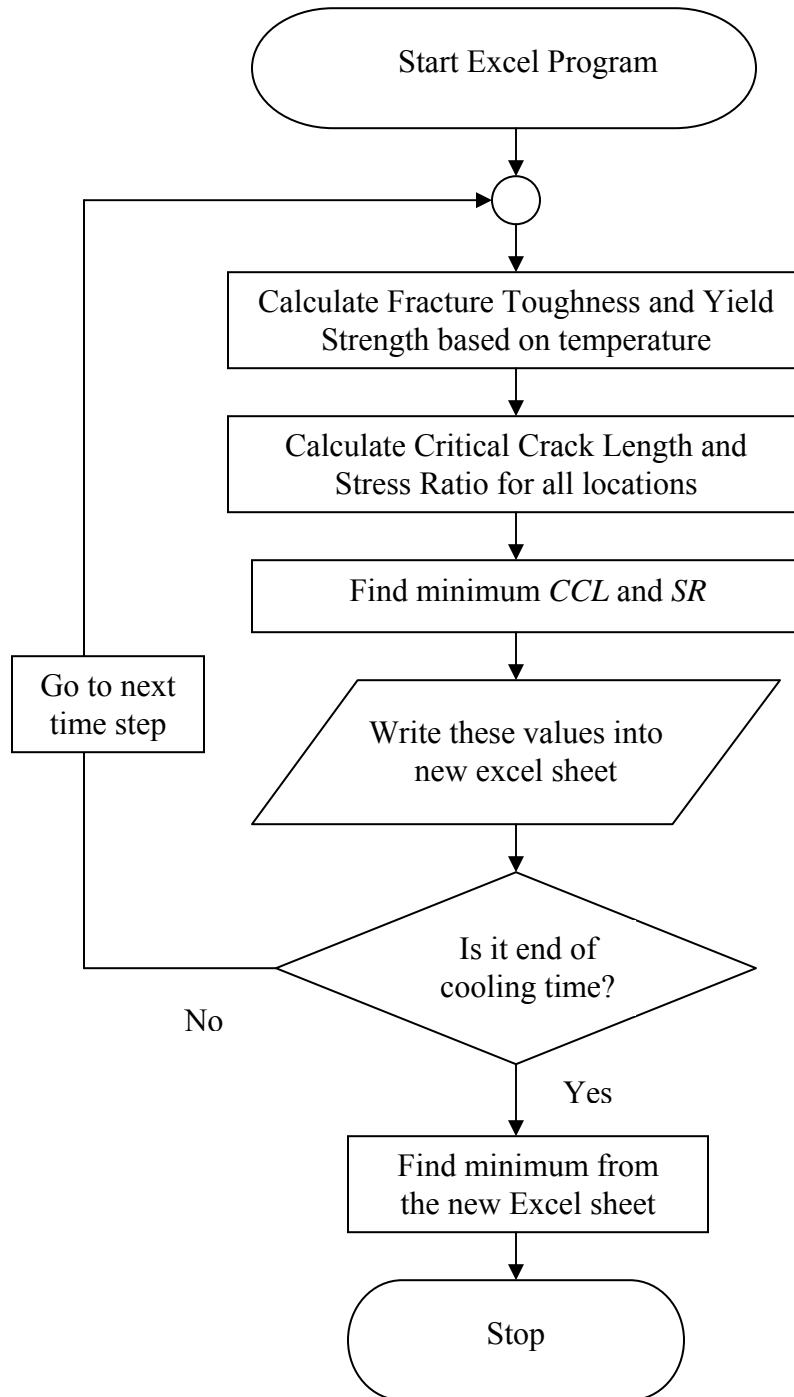 Start Excel Program
Calculate Fracture Toughness and Yield
Strength based on temperature
Calculate Critical Crack Length and
Stress Ratio for all locations
Find minimum CCL and SR
Go to next
time step
Write these values into
new excel sheet
Is it end of
cooling time?
No
Yes
Find minimum from
the new Excel sheet
Stop